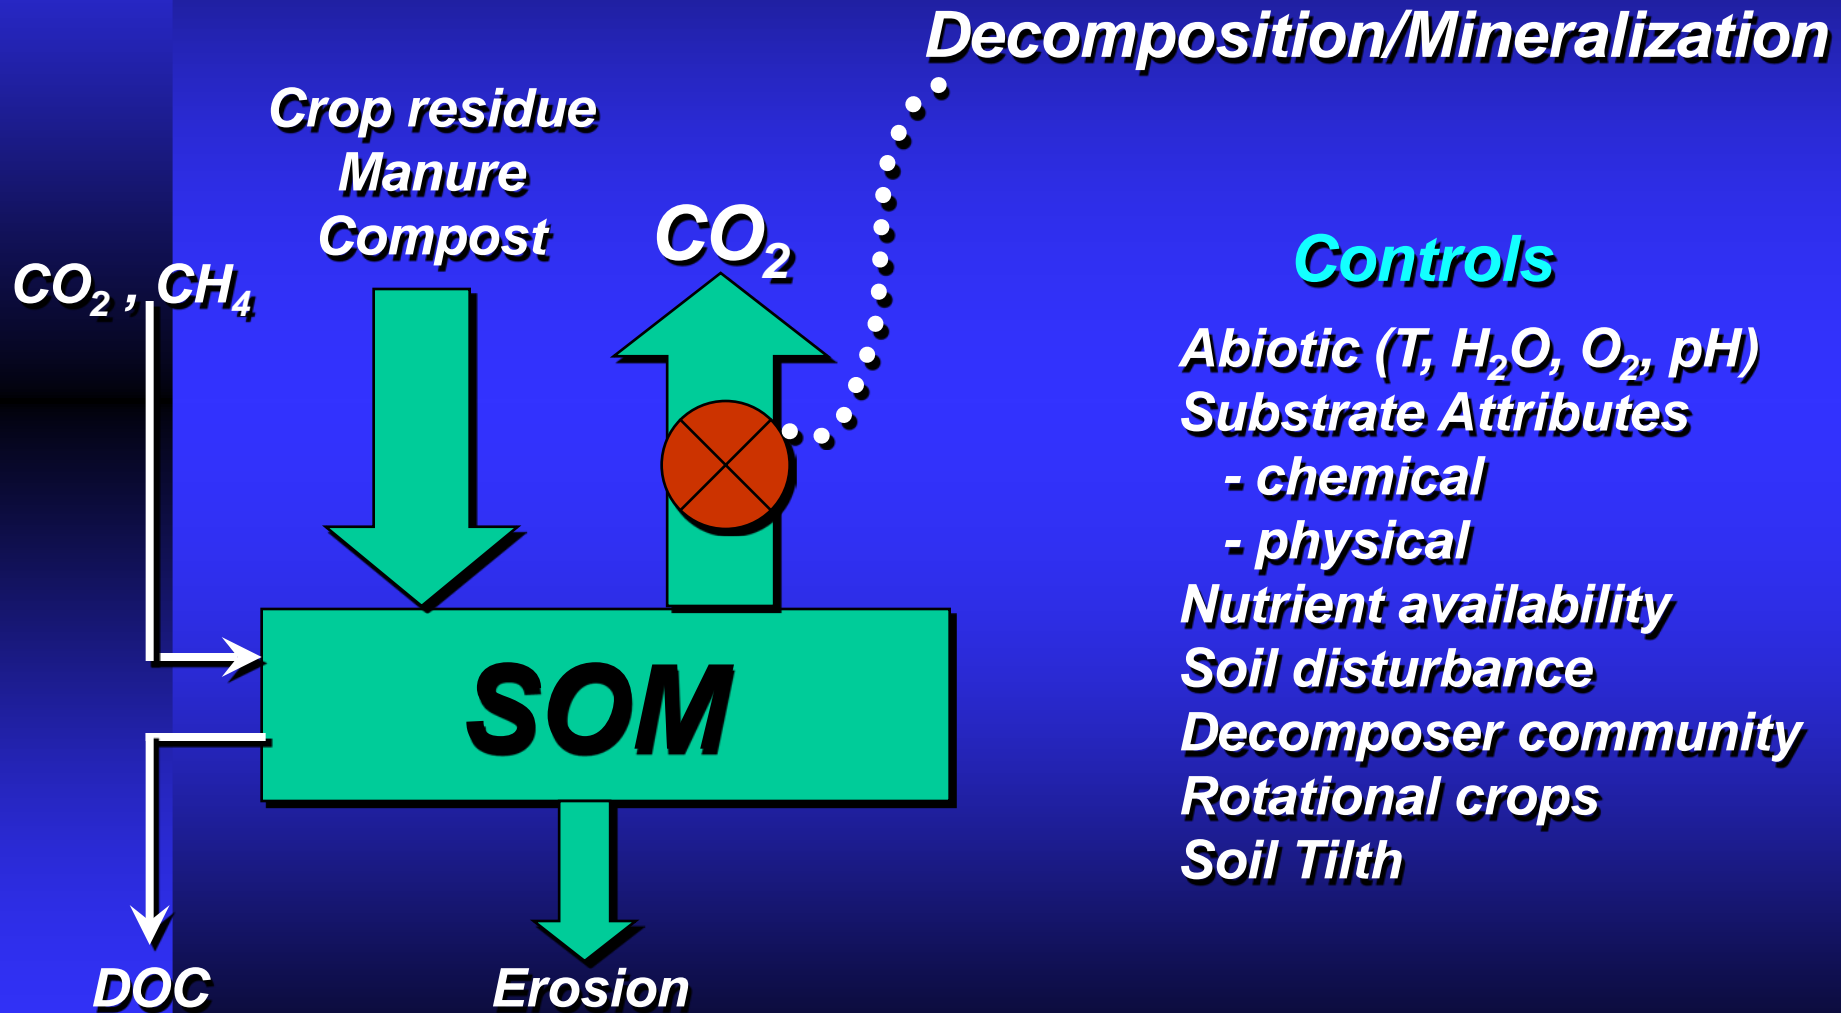 Decomposition/Mineralization
Crop residue
Manure
Compost
CO₂
CO₂ , CH₄
Controls
Abiotic (T, H₂O, O₂, pH)
Substrate Attributes
- chemical
- physical
Nutrient availability
Soil disturbance
SOM
Decomposer community
Rotational crops
Soil Tilth
DOC
Erosion